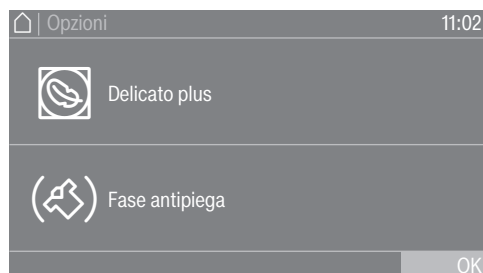 | Opzioni 11:02
Delicato plus
Fase antipiega
OK